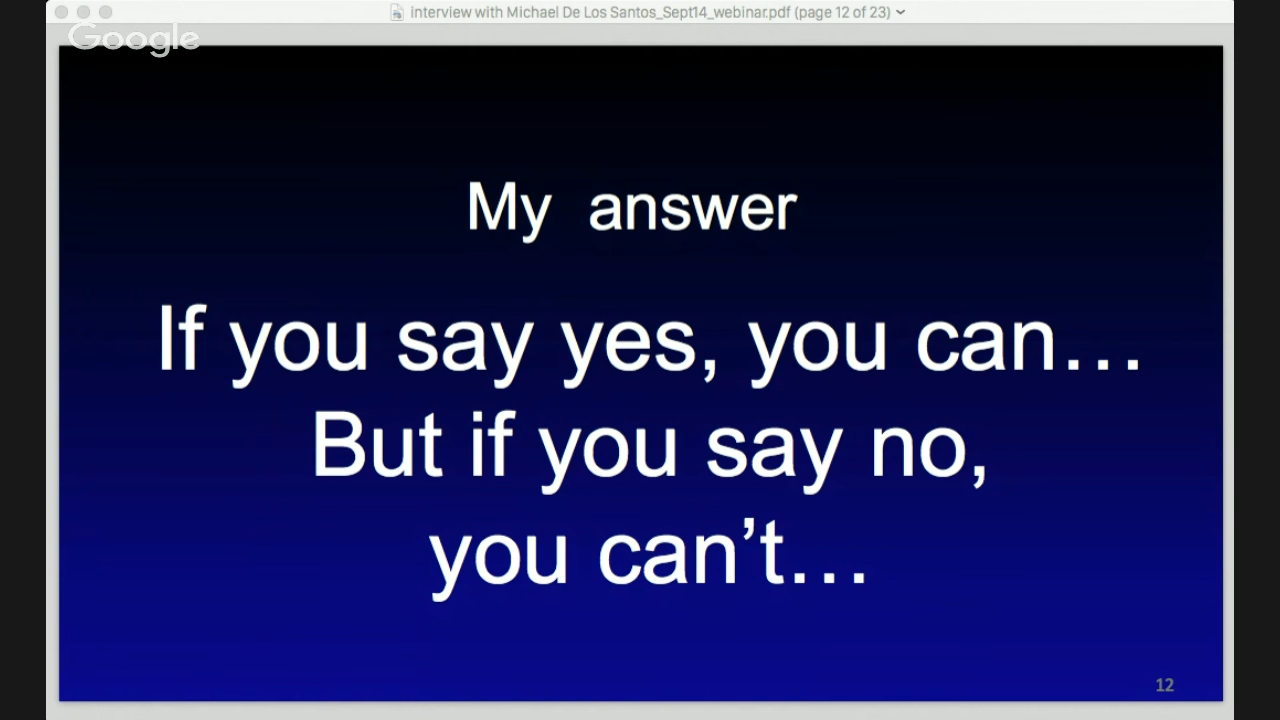 interview with Michael De Los Santos_Sept14_webinar.pdf (page 12 of 23)
Google
My answer
If you say yes, you can…
But if you say no,
you can’t…
12